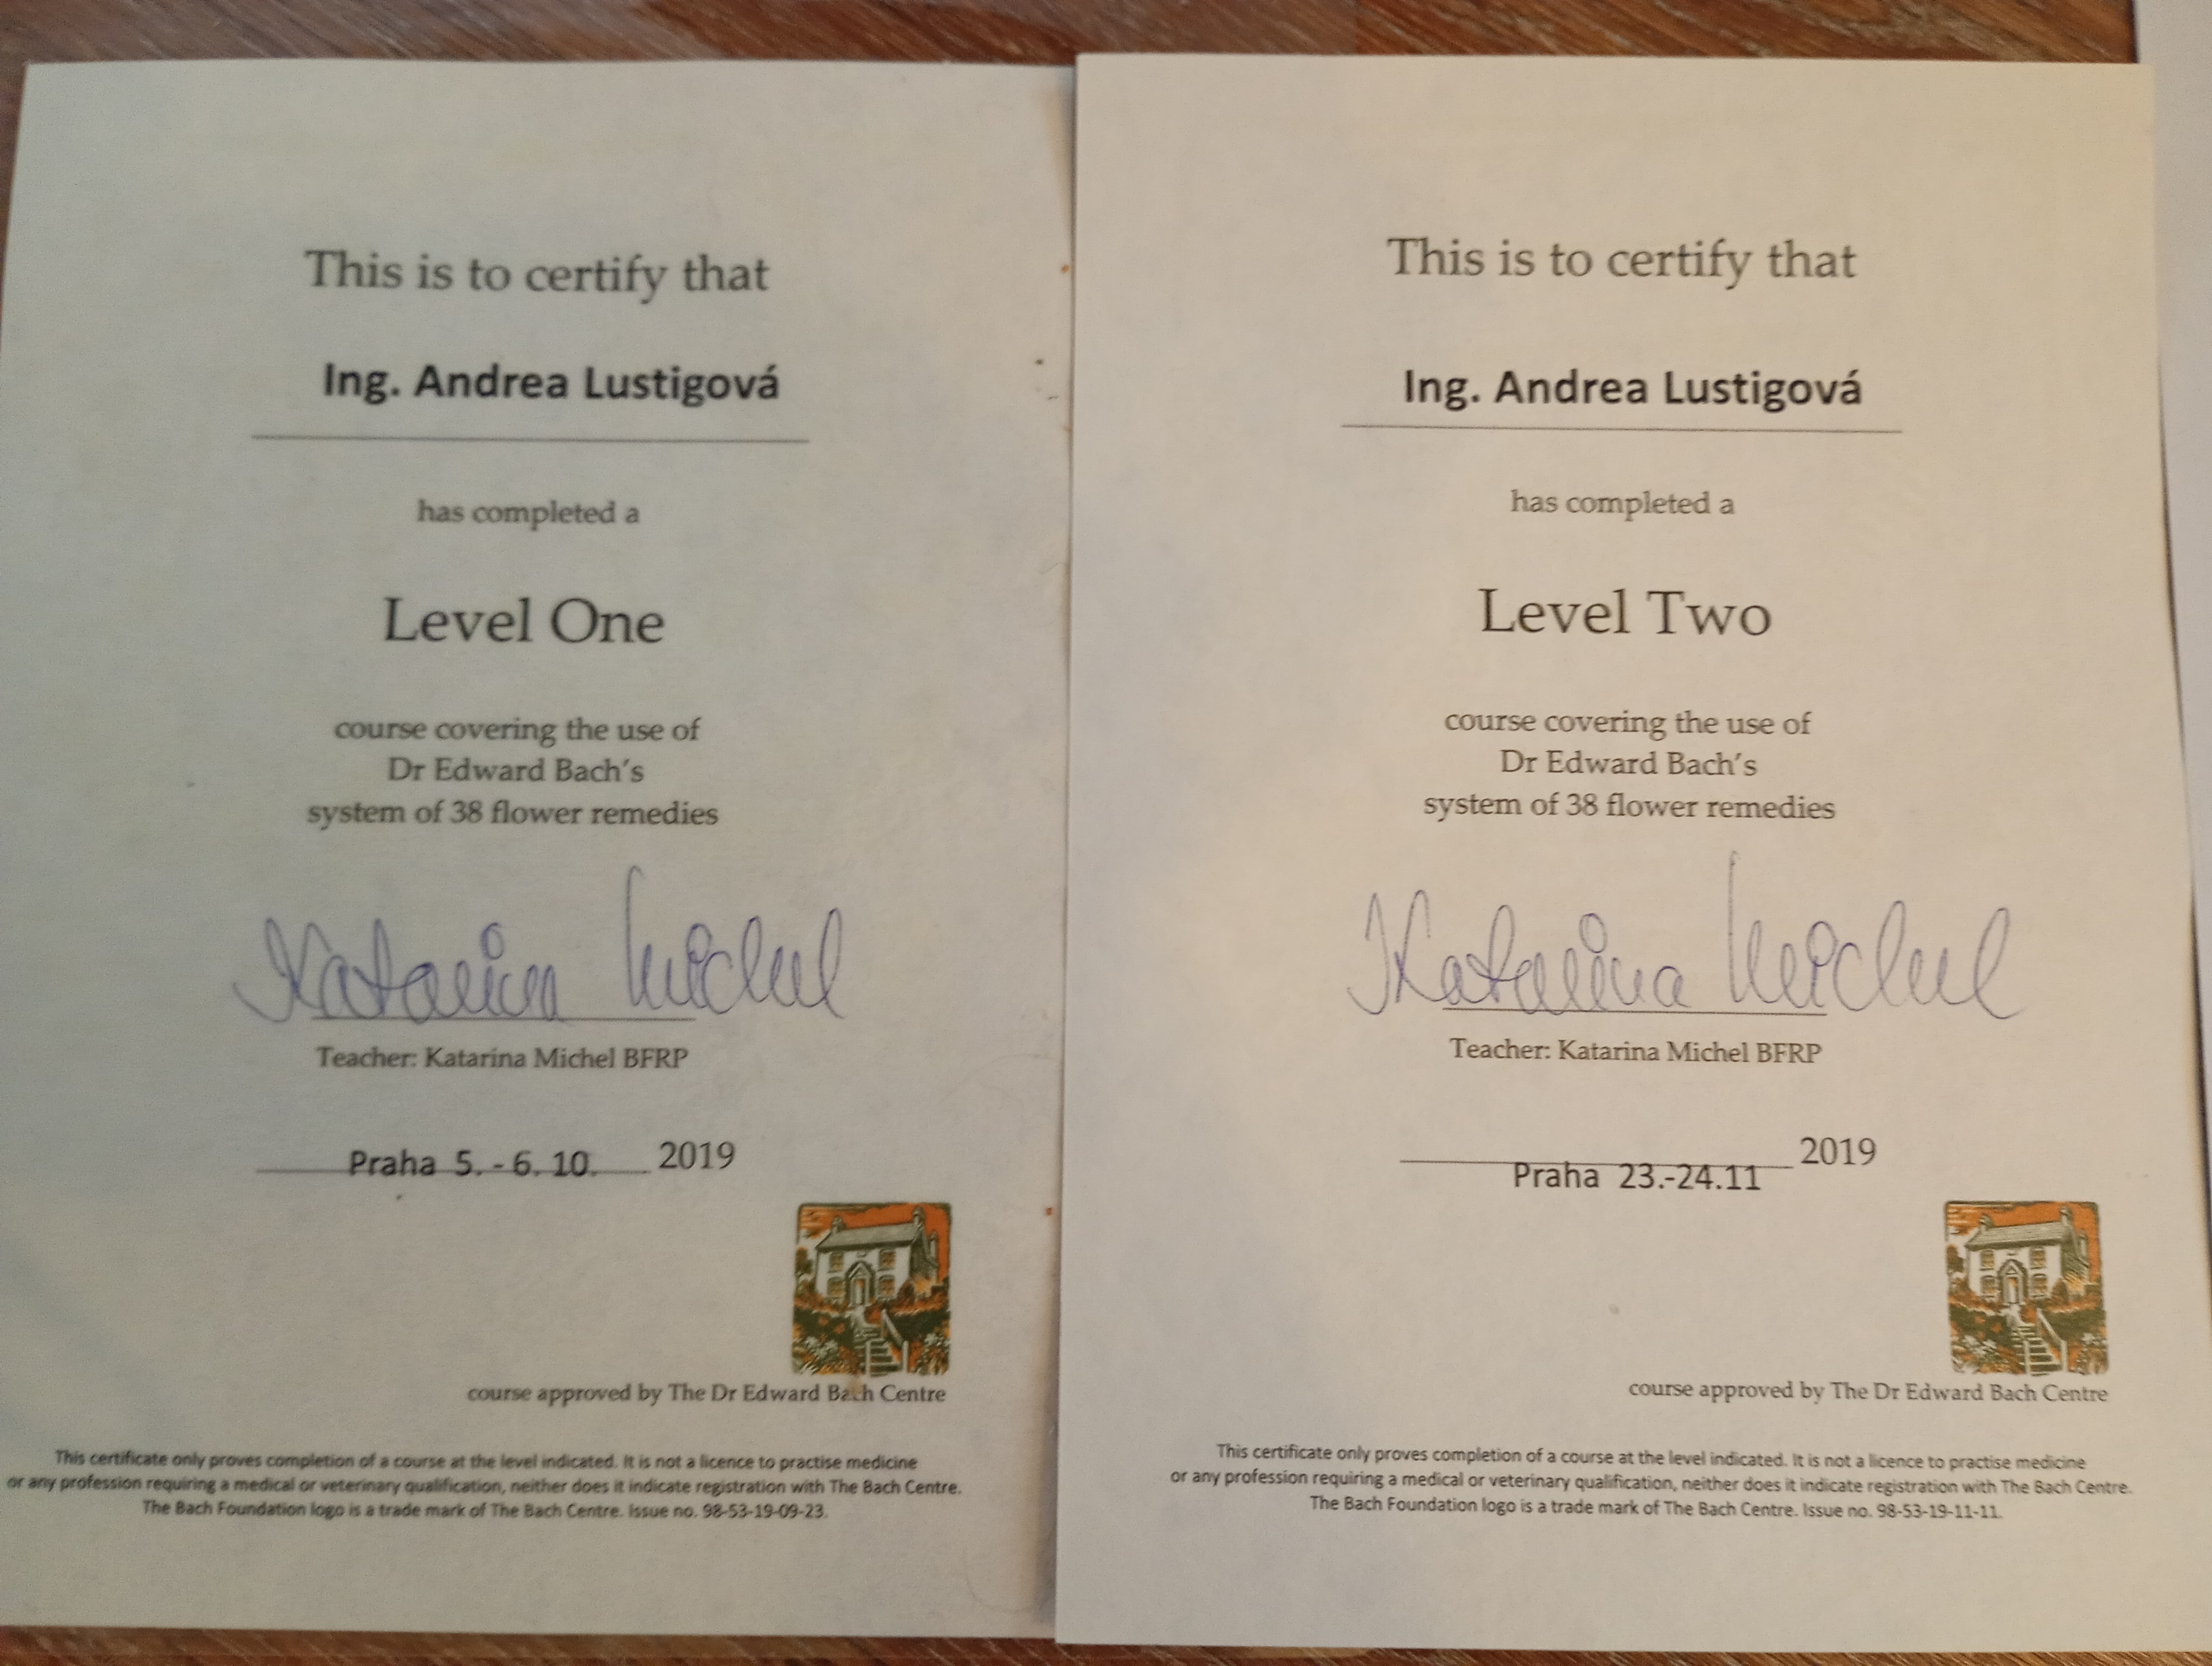 This is to certify that
Ing. Andrea Lustigová
has completed a
Level One
course covering the use of
Dr Edward Bach's
system of 38 flower remedies
Katarina Michel
Teacher: Katarina Michel BFRP
Praha 5. - 6. 10. 2019
course approved by The Dr Edward Bach Centre
This certificate only proves completion of a course at the level indicated. It is not a licence to practise medicine
or any profession requiring a medical or veterinary qualification, neither does it indicate registration with The Bach Centre.
The Bach Foundation logo is a trade mark of The Bach Centre. Issue no. 98-53-19-09-23.
This is to certify that
Ing. Andrea Lustigová
has completed a
Level Two
course covering the use of
Dr Edward Bach's
system of 38 flower remedies
Katarina Michel
Teacher: Katarina Michel BFRP
Praha 23.-24.11 2019
course approved by The Dr Edward Bach Centre
This certificate only proves completion of a course at the level indicated. It is not a licence to practise medicine
or any profession requiring a medical or veterinary qualification, neither does it indicate registration with The Bach Centre.
The Bach Foundation logo is a trade mark of The Bach Centre. Issue no. 98-53-19-11-11.